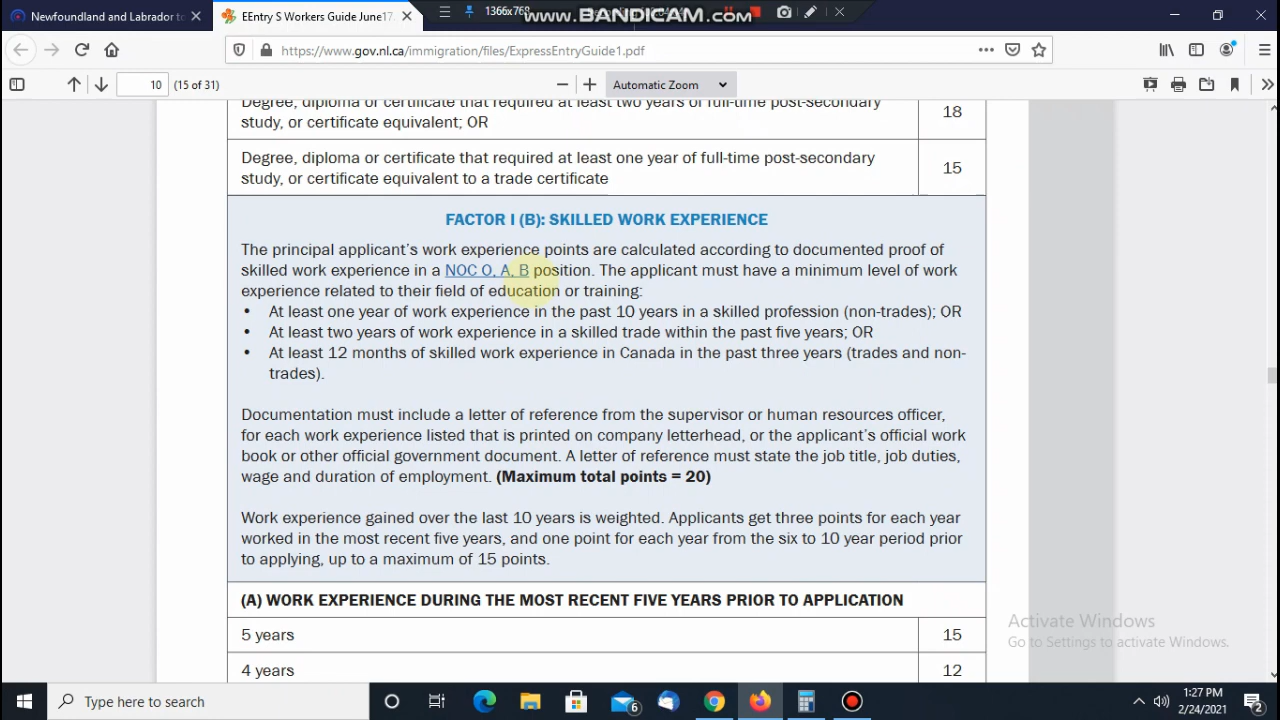 Newfoundland and Labrador to
EEntry S Workers Guide June17
1366x768
www.BANDICAM.com
https://www.gov.nl.ca/immigration/files/ExpressEntryGuide1.pdf
10 (15 of 31)
Automatic Zoom
Degree, diploma or certificate that required at least two years of full-time post-secondary
study, or certificate equivalent; OR
18
Degree, diploma or certificate that required at least one year of full-time post-secondary
study, or certificate equivalent to a trade certificate
15
FACTOR I (B): SKILLED WORK EXPERIENCE
The principal applicant's work experience points are calculated according to documented proof of
skilled work experience in a NOC O, A, B position. The applicant must have a minimum level of work
experience related to their field of education or training:
• At least one year of work experience in the past 10 years in a skilled profession (non-trades); OR
• At least two years of work experience in a skilled trade within the past five years; OR
• At least 12 months of skilled work experience in Canada in the past three years (trades and non-
trades).
Documentation must include a letter of reference from the supervisor or human resources officer,
for each work experience listed that is printed on company letterhead, or the applicant's official work
book or other official government document. A letter of reference must state the job title, job duties,
wage and duration of employment. (Maximum total points = 20)
Work experience gained over the last 10 years is weighted. Applicants get three points for each year
worked in the most recent five years, and one point for each year from the six to 10 year period prior
to applying, up to a maximum of 15 points.
(A) WORK EXPERIENCE DURING THE MOST RECENT FIVE YEARS PRIOR TO APPLICATION
5 years 15
4 years 12
Activate Windows
Go to Settings to activate Windows.
Type here to search
6
1:27 PM
2/24/2021
2